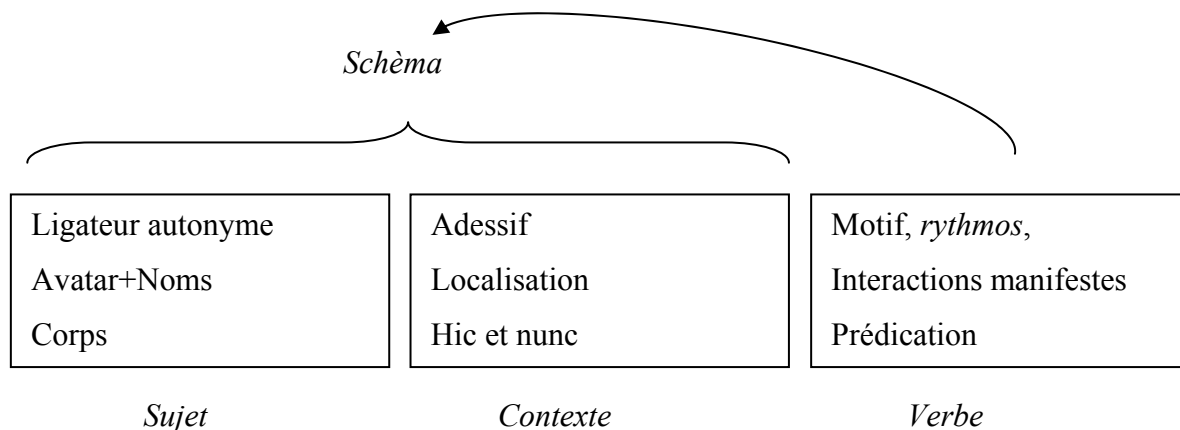 Schèma
Ligateur autonyme
Avatar+Noms
Corps
Adessif
Localisation
Hic et nunc
Motif, rythmos,
Interactions manifestes
Prédication
Sujet
Contexte
Verbe